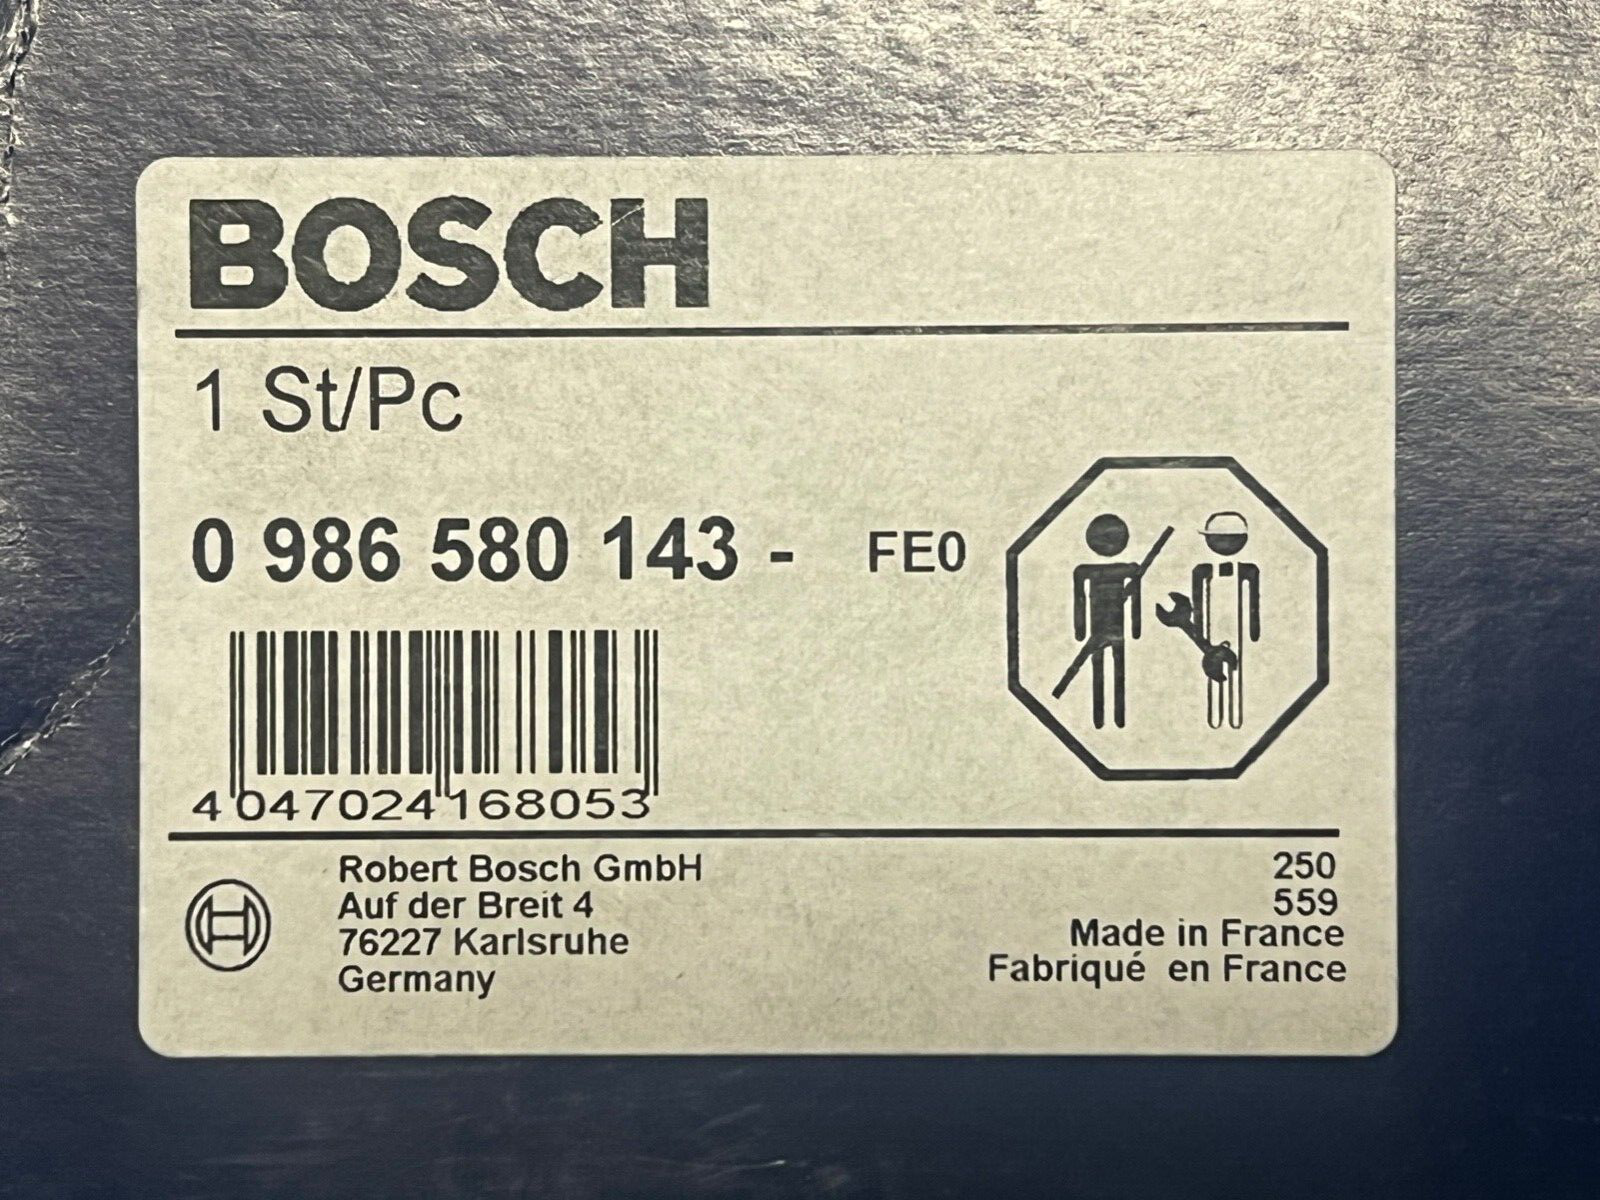 BOSCH
1 St/Pc
0 986 580 143 - FE0
4 047024 168053
Robert Bosch GmbH
Auf der Breit 4
76227 Karlsruhe
Germany
250
559
Made in France
Fabriqué en France